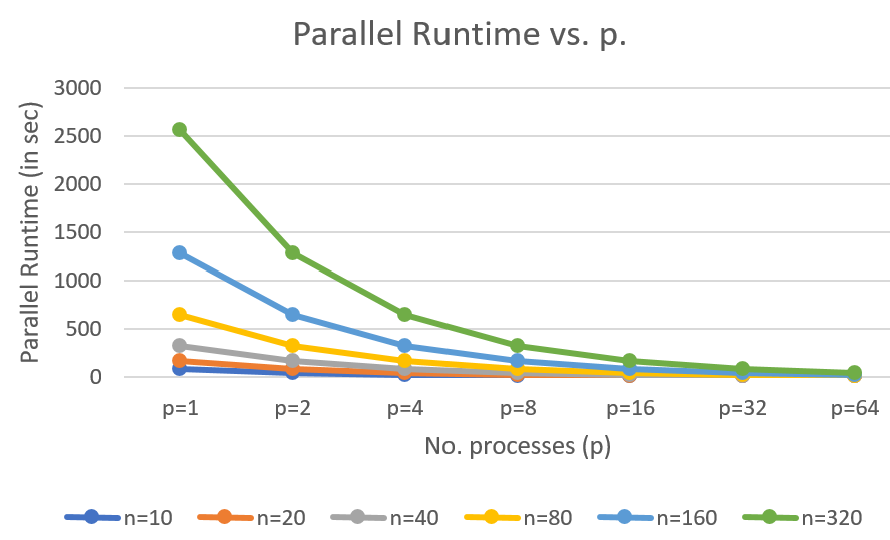 Parallel Runtime vs. p.
Parallel Runtime (in sec)
3000
2500
2000
1500
1000
500
0
p=1 p=2 p=4 p=8 p=16 p=32 p=64
No. processes (p)
n=10 n=20 n=40 n=80 n=160 n=320